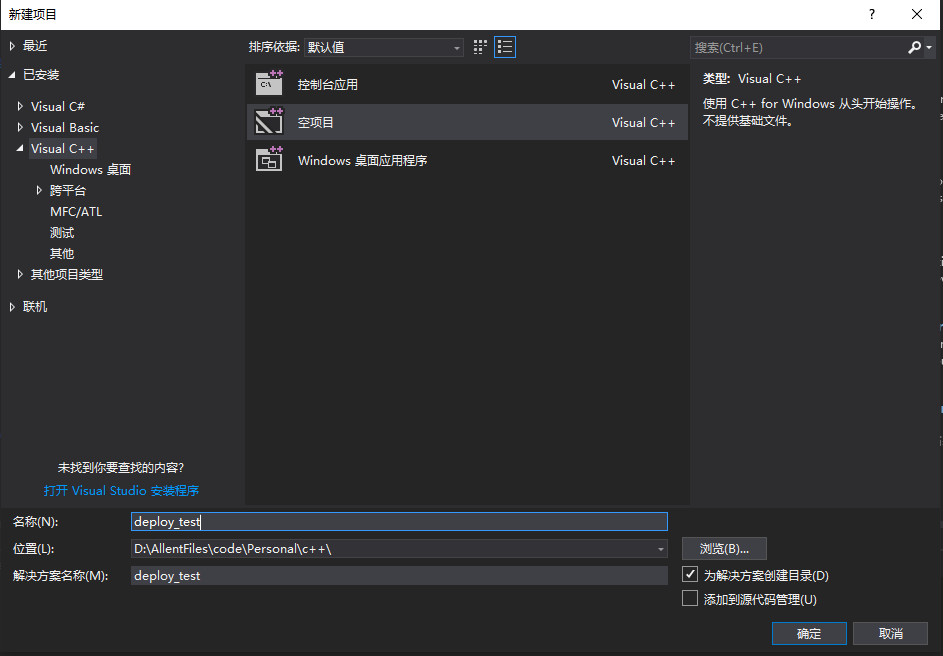 新建项目
?
最近
排序依据: 默认值
搜索(Ctrl+E)
已安装
Visual C#
Visual Basic
Visual C++
Windows 桌面
跨平台
MFC/ATL
测试
其他
其他项目类型
联机
控制台应用 Visual C++
空项目 Visual C++
Windows 桌面应用程序 Visual C++
类型: Visual C++
使用 C++ for Windows 从头开始操作。
不提供基础文件。
未找到你要查找的内容?
打开 Visual Studio 安装程序
名称(N): deploy_test
位置(L): D:\AllentFiles\code\Personal\c++\ 浏览(B)...
解决方案名称(M): deploy_test
为解决方案创建目录(D)
添加到源代码管理(U)
确定 取消